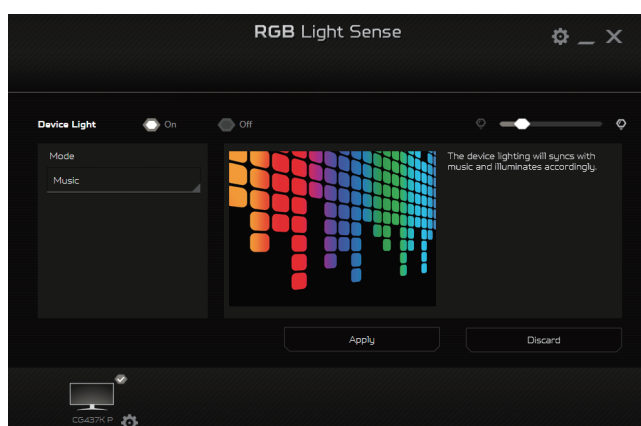 RGB Light Sense
Device Light On Off
Mode
Music
The device lighting will syncs with
music and illuminates accordingly.
Apply Discard
CG437K P